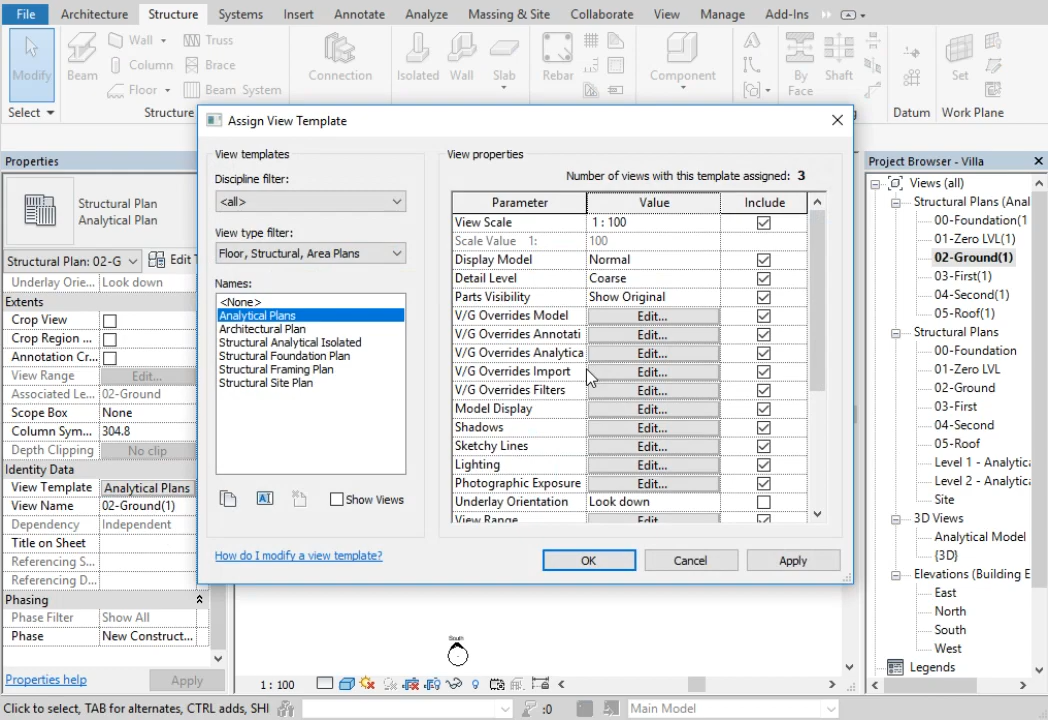 File Architecture Structure Systems Insert Annotate Analyze Massing & Site Collaborate View Manage Add-Ins
Modify Beam Wall Truss Connection Isolated Wall Slab Rebar Component By Face Shaft Set
Column Brace
Floor Beam System
Select Structure Datum Work Plane
Assign View Template
Properties
Structural Plan
Analytical Plan
Structural Plan: 02-G Edit T
Underlay Orie... Look down
Extents
Crop View
Crop Region ...
Annotation Cr...
View Range Edit...
Associated Le... 02-Ground
Scope Box None
Column Sym... 304.8
Depth Clipping No clip
Identity Data
View Template Analytical Plans
View Name 02-Ground(1)
Dependency Independent
Title on Sheet
Referencing S...
Referencing D...
Phasing
Phase Filter Show All
Phase New Construct...
Properties help Apply
View templates
Discipline filter:
<all>
View type filter:
Floor, Structural, Area Plans
Names:
<None>
Analytical Plans
Architectural Plan
Structural Analytical Isolated
Structural Foundation Plan
Structural Framing Plan
Structural Site Plan
Show Views
How do I modify a view template?
View properties
Number of views with this template assigned: 3
Parameter Value Include
View Scale 1 : 100
Scale Value 1: 100
Display Model Normal
Detail Level Coarse
Parts Visibility Show Original
V/G Overrides Model Edit...
V/G Overrides Annotati Edit...
V/G Overrides Analytica Edit...
V/G Overrides Import Edit...
V/G Overrides Filters Edit...
Model Display Edit...
Shadows Edit...
Sketchy Lines Edit...
Lighting Edit...
Photographic Exposure Edit...
Underlay Orientation Look down
View Range Edit...
OK Cancel Apply
South
Project Browser - Villa
Views (all)
Structural Plans (Anal
00-Foundation(1
01-Zero LVL(1)
02-Ground(1)
03-First(1)
04-Second(1)
05-Roof(1)
Structural Plans
00-Foundation
01-Zero LVL
02-Ground
03-First
04-Second
05-Roof
Level 1 - Analytica
Level 2 - Analytica
Site
3D Views
Analytical Model
{3D}
Elevations (Building E
East
North
South
West
Legends
1 : 100
Click to select, TAB for alternates, CTRL adds, SHI :0 Main Model